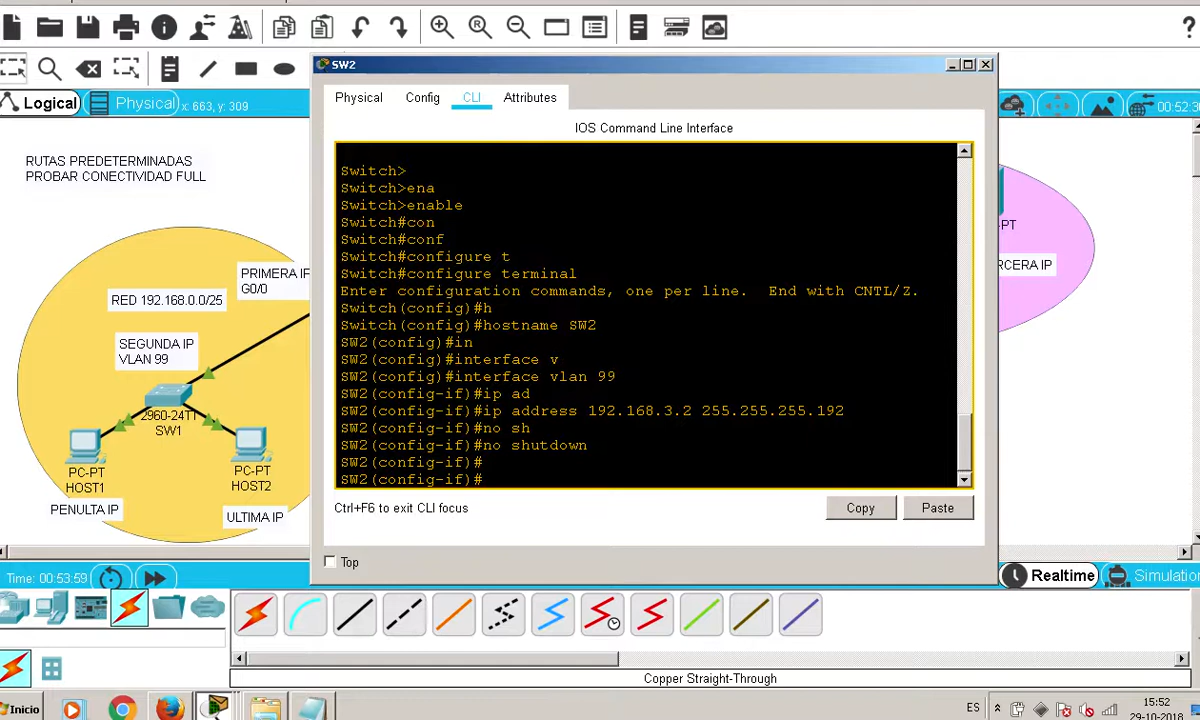 ?
SW2
Logical
Physical
x: 663, y: 309
Physical
Config
CLI
Attributes
00:52:3
IOS Command Line Interface
RUTAS PREDETERMINADAS
PROBAR CONECTIVIDAD FULL
PRIMERA IP
G0/0
RED 192.168.0.0/25
SEGUNDA IP
VLAN 99
2960-24TT
SW1
PC-PT
HOST1
PC-PT
HOST2
PENULTA IP
ULTIMA IP
Switch>
Switch>ena
Switch>enable
Switch#con
Switch#conf
Switch#configure t
Switch#configure terminal
Enter configuration commands, one per line.  End with CNTL/Z.
Switch(config)#h
Switch(config)#hostname SW2
SW2(config)#in
SW2(config)#interface v
SW2(config)#interface vlan 99
SW2(config-if)#ip ad
SW2(config-if)#ip address 192.168.3.2 255.255.255.192
SW2(config-if)#no sh
SW2(config-if)#no shutdown
SW2(config-if)#
SW2(config-if)#
-PT
RCERA IP
Ctrl+F6 to exit CLI focus
Copy
Paste
Top
Time: 00:53:59
Realtime
Simulation
Copper Straight-Through
Inicio
ES
15:52
29-10-2018